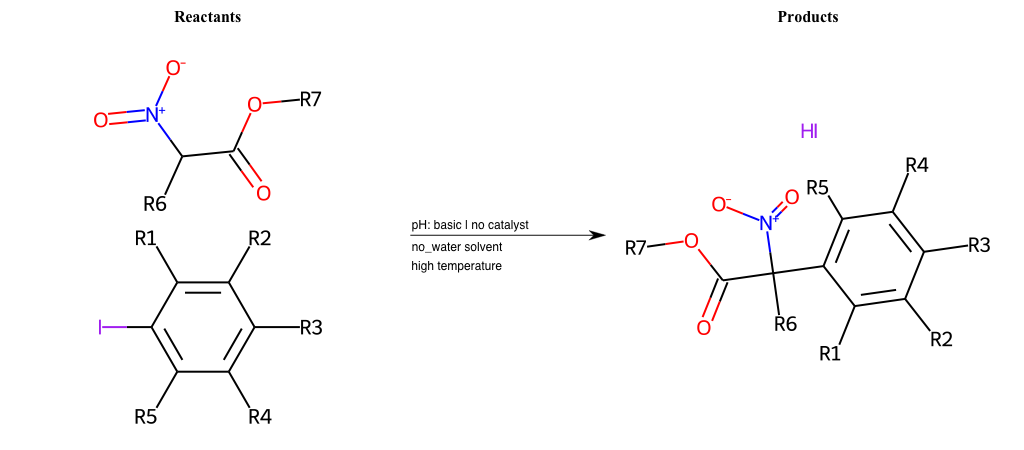 Reactants
Products
O-
O
N+
O
R7
O
R6
R1
R2
I
R3
R5
R4
pH: basic | no catalyst
no_water solvent
high temperature
HI
R4
R5
O-
O
N+
R7
O
R3
O
R6
R1
R2